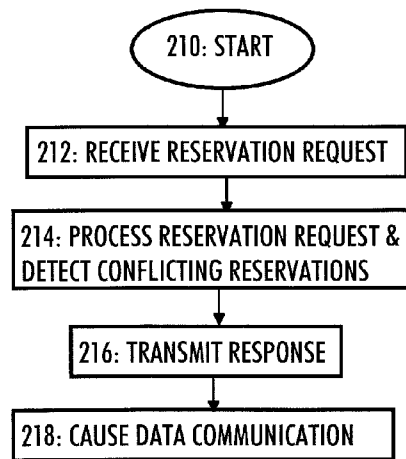 210: START
212: RECEIVE RESERVATION REQUEST
214: PROCESS RESERVATION REQUEST &
DETECT CONFLICTING RESERVATIONS
216: TRANSMIT RESPONSE
218: CAUSE DATA COMMUNICATION